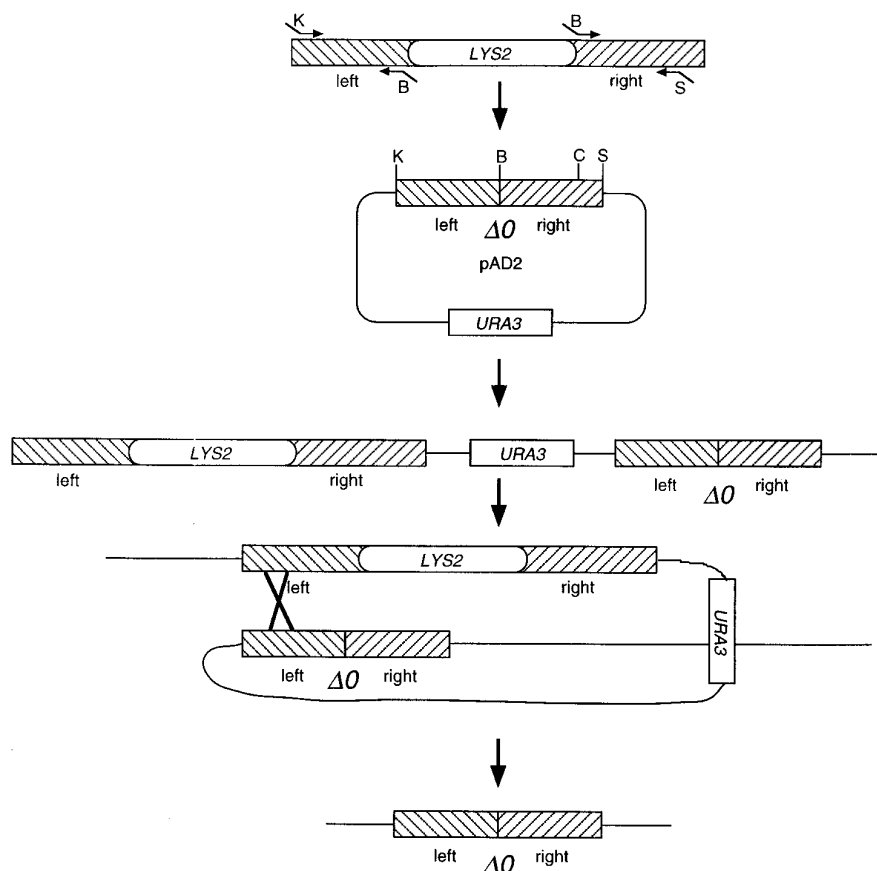 K B
LYS2
left B right S
K B C S
left Δ0 right
pAD2
URA3
LYS2 URA3
left right left Δ0 right
LYS2
left right
URA3
left Δ0 right
left Δ0 right